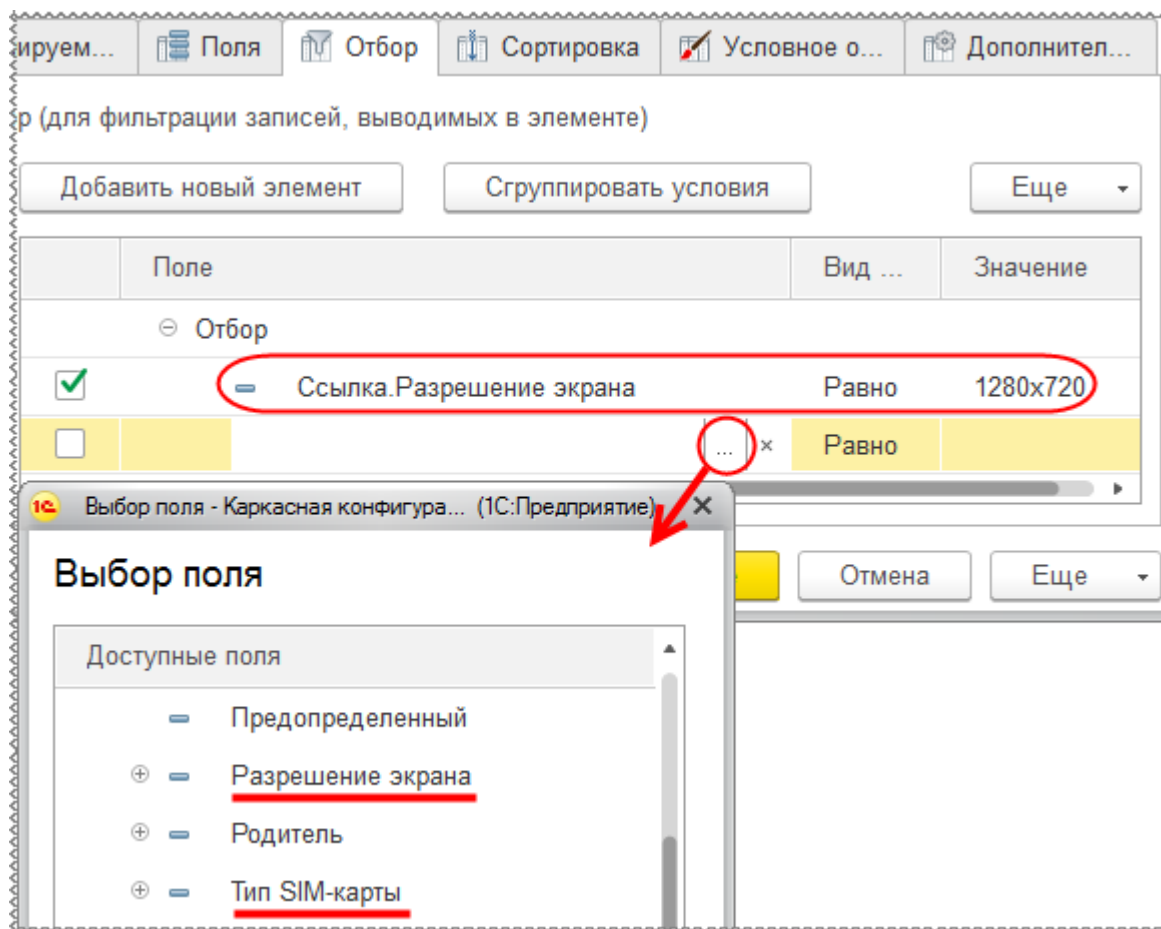 ируем... Поля Отбор Сортировка Условное о... Дополнител...
р (для фильтрации записей, выводимых в элементе)
Добавить новый элемент Сгруппировать условия Еще
Поле Вид ... Значение
Отбор
Ссылка.Разрешение экрана Равно 1280x720
... × Равно
1С Выбор поля - Каркасная конфигура... (1С:Предприятие)
Выбор поля
Отмена Еще
Доступные поля
Предопределенный
Разрешение экрана
Родитель
Тип SIM-карты